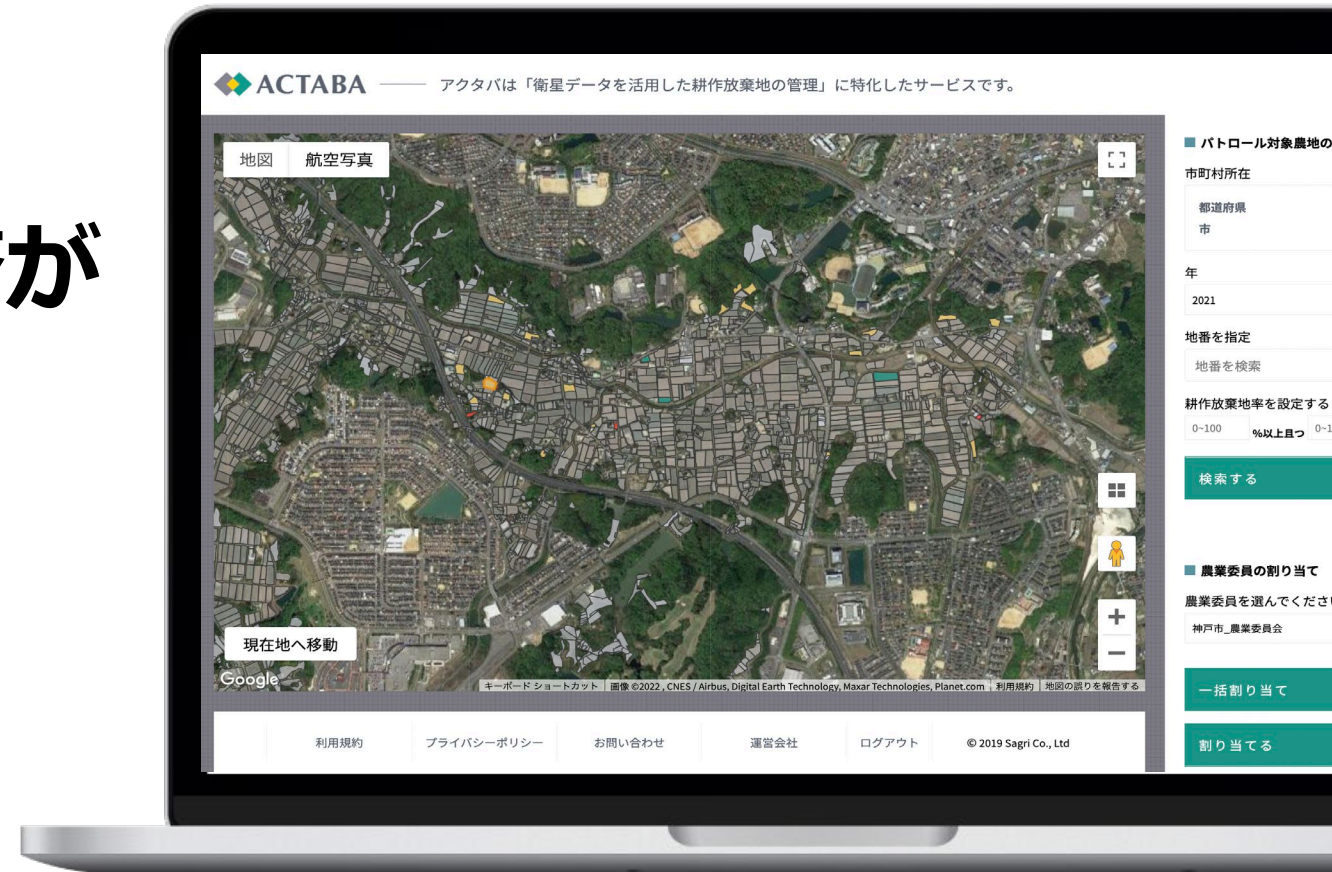 が
ACTABA
アクタバは「衛星データを活用した耕作放棄地の管理」に特化したサービスです。
地図 航空写真
現在地へ移動
Google
キーボード ショートカット 画像 ©2022 , CNES / Airbus, Digital Earth Technology, Maxar Technologies, Planet.com 利用規約 地図の誤りを報告する
利用規約 プライバシーポリシー お問い合わせ 運営会社 ログアウト © 2019 Sagri Co., Ltd
パトロール対象農地の
市町村所在
都道府県
市
年
2021
地番を指定
地番を検索
耕作放棄地率を設定する
0~100 %以上且つ 0~1
検索する
農業委員の割り当て
農業委員を選んでくださ
神戸市_農業委員会
一括割り当て
割り当てる